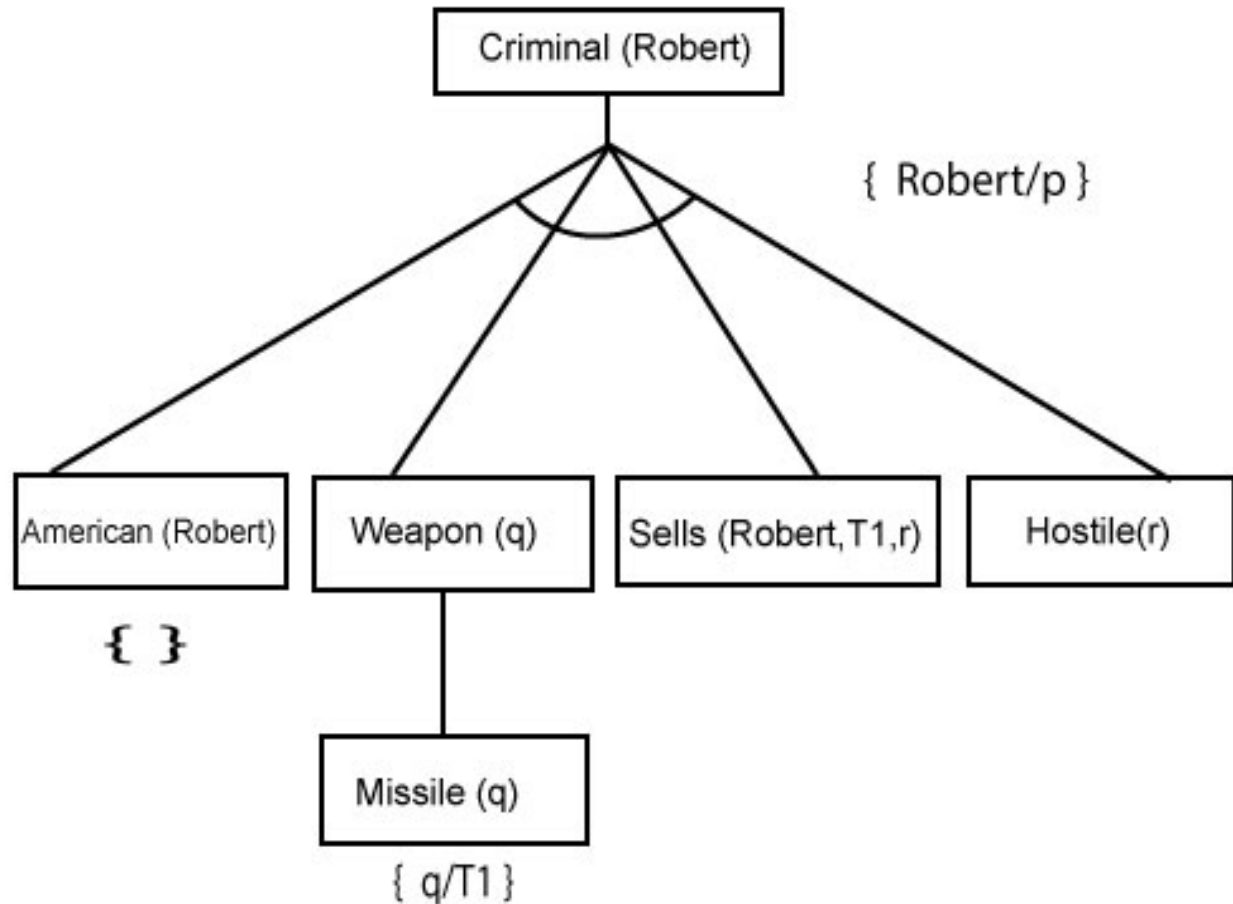 Criminal (Robert)
{ Robert/p }
American (Robert)
Weapon (q)
Sells (Robert,T1,r)
Hostile(r)
{ }
Missile (q)
{ q/T1 }